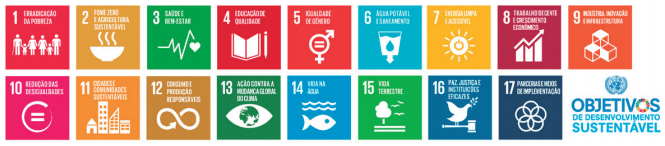 1 ERRADICAÇÃO
DA POBREZA
2 FOME ZERO
E AGRICULTURA
SUSTENTÁVEL
3 SAÚDE E
BEM-ESTAR
4 EDUCAÇÃO DE
QUALIDADE
5 IGUALDADE
DE GÊNERO
6 ÁGUA POTÁVEL
E SANEAMENTO
7 ENERGIA LIMPA
E ACESSÍVEL
8 TRABALHO DECENTE
E CRESCIMENTO
ECONÔMICO
9 INDÚSTRIA, INOVAÇÃO
E INFRAESTRUTURA
10 REDUÇÃO DAS
DESIGUALDADES
11 CIDADES E
COMUNIDADES
SUSTENTÁVEIS
12 CONSUMO E
PRODUÇÃO
RESPONSÁVEIS
13 AÇÃO CONTRA A
MUDANÇA GLOBAL
DO CLIMA
14 VIDA NA
ÁGUA
15 VIDA
TERRESTRE
16 PAZ, JUSTIÇA E
INSTITUIÇÕES
EFICAZES
17 PARCERIAS E MEIOS
DE IMPLEMENTAÇÃO
OBJETIVOS
DE DESENVOLVIMENTO
SUSTENTÁVEL